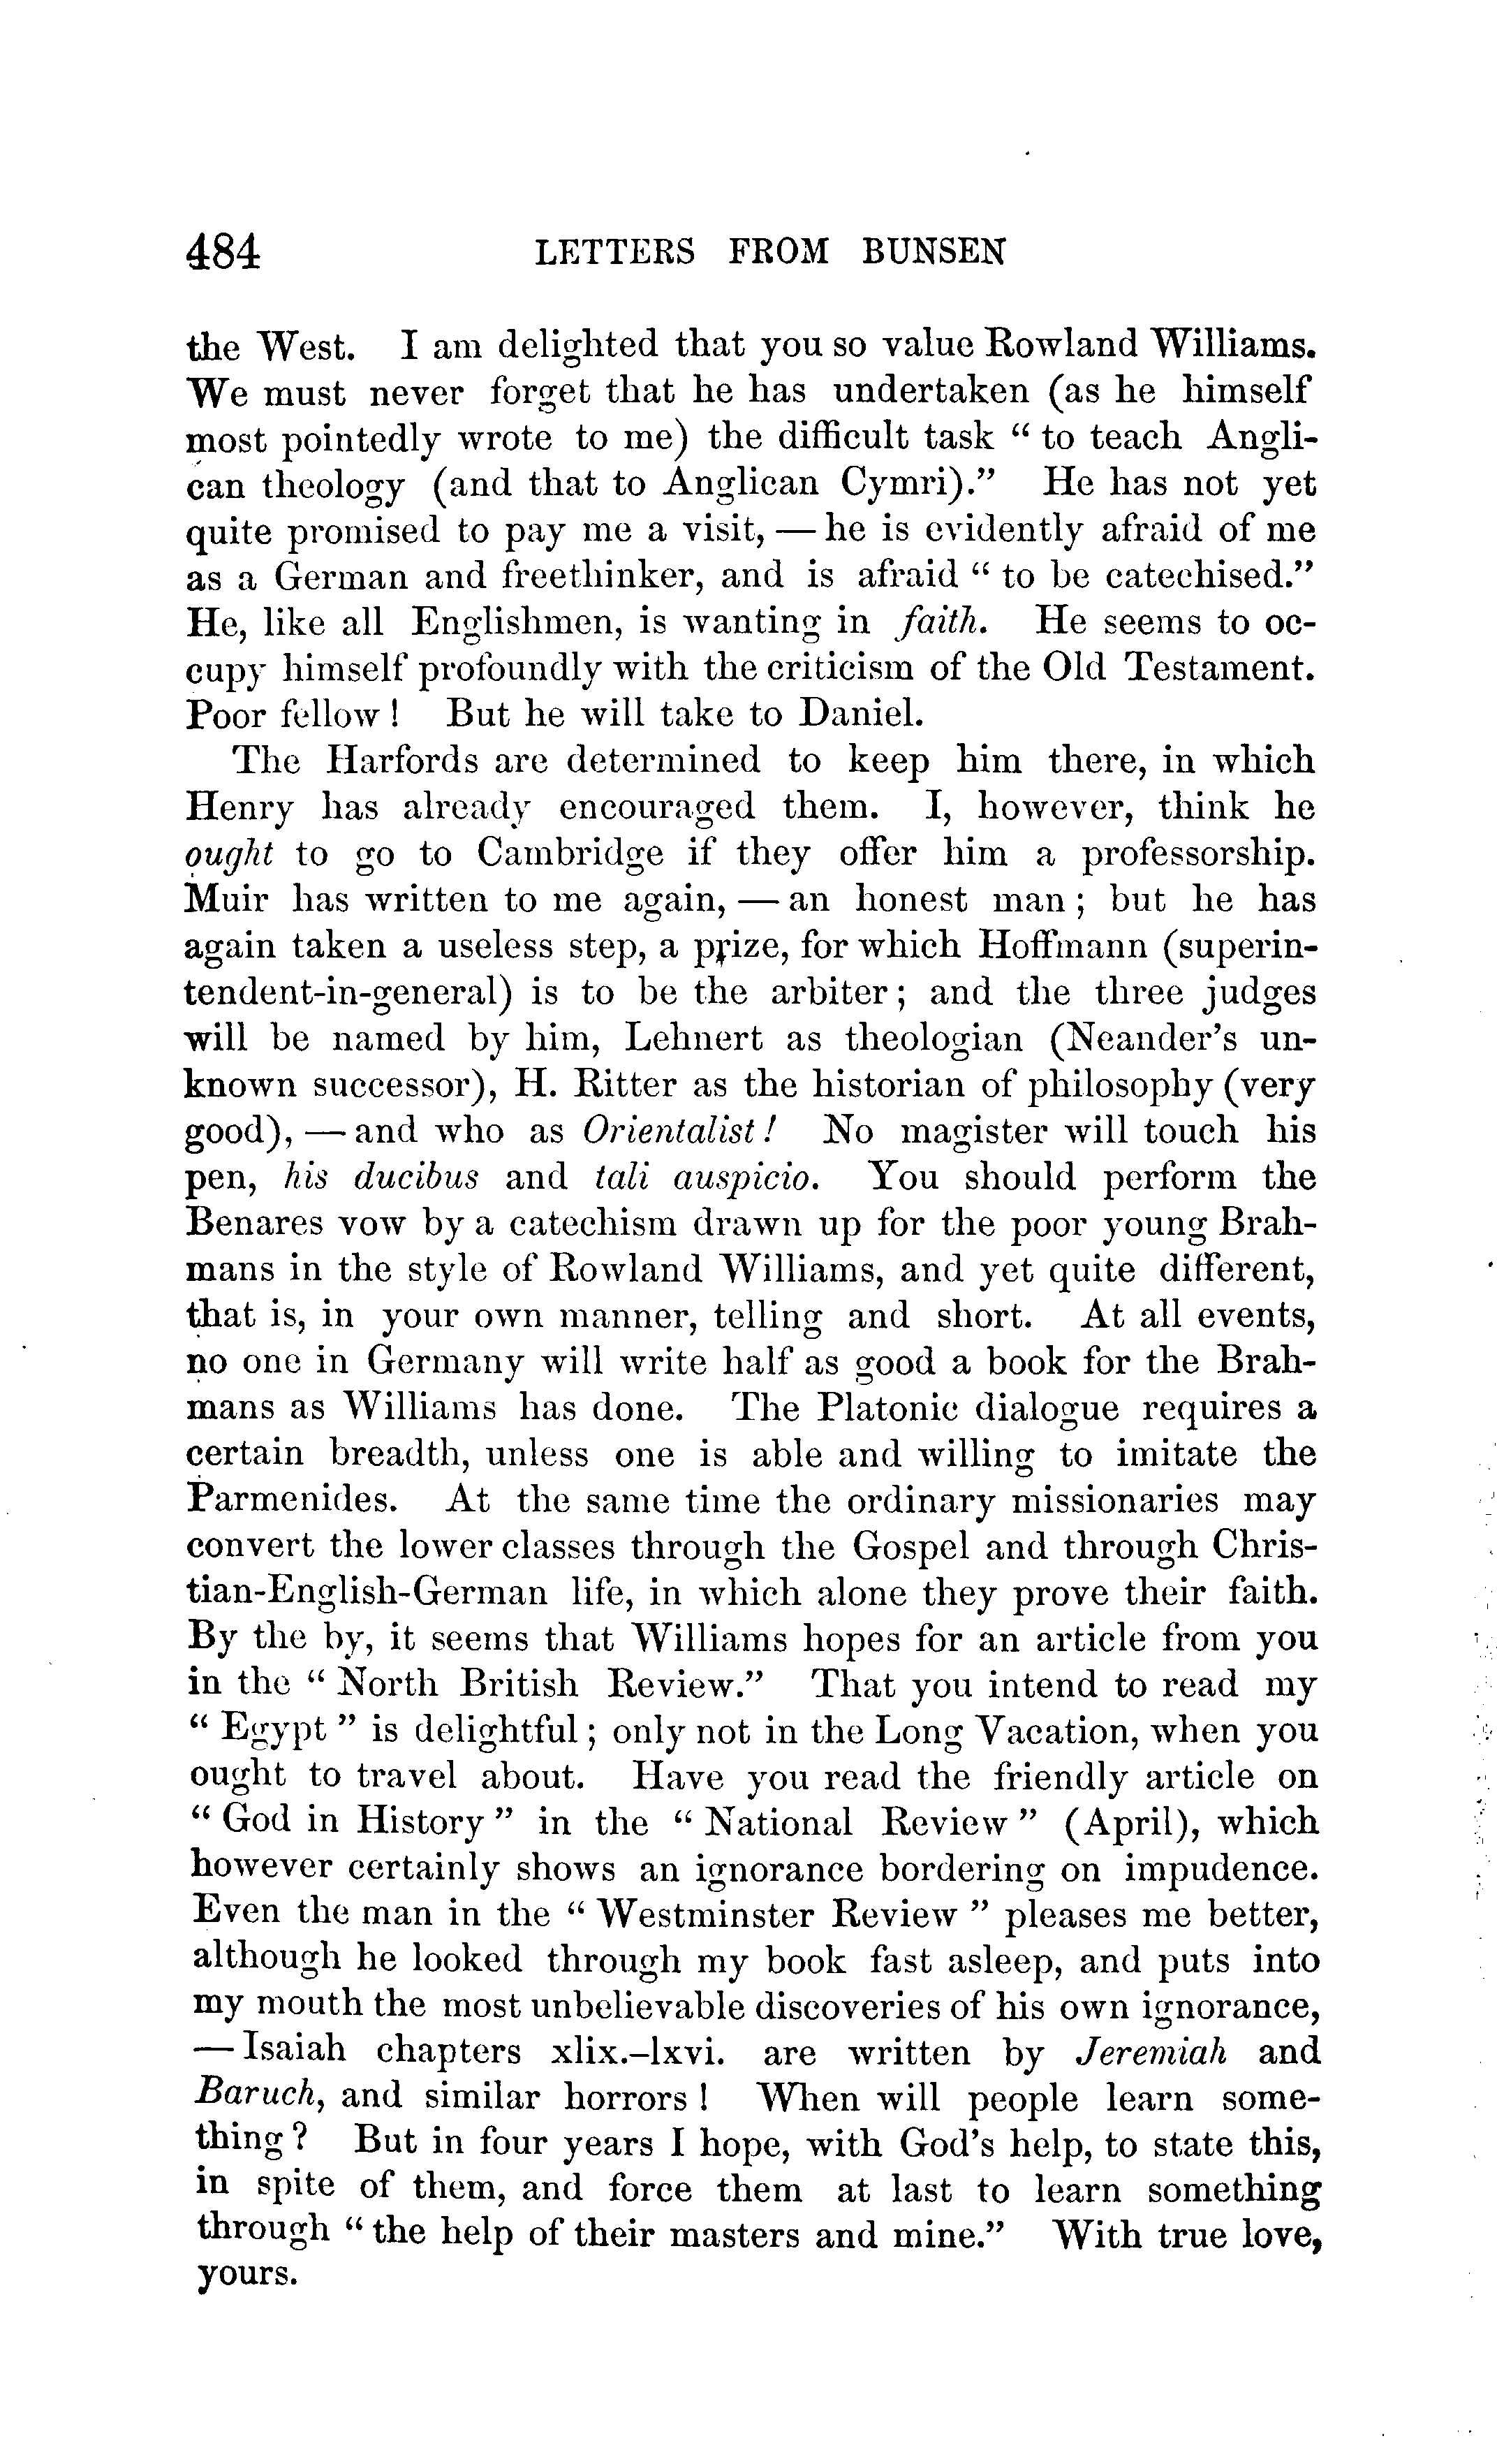 484 LETTERS FROM BUNSEN
the West. I am delighted that you so value Rowland Williams.
We must never forget that he has undertaken (as he himself
most pointedly wrote to me) the difficult task “ to teach Angli-
can theology (and that to Anglican Cymri).” He has not yet
quite promised to pay me a visit, — he is evidently afraid of me
as a German and freethinker, and is afraid “ to be catechised.”
He, like all Englishmen, is wanting in faith. He seems to oc-
cupy himself profoundly with the criticism of the Old Testament.
Poor fellow ! But he will take to Daniel.
The Harfords are determined to keep him there, in which
Henry has already encouraged them. I, however, think he
ought to go to Cambridge if they offer him a professorship.
Muir has written to me again, — an honest man ; but he has
again taken a useless step, a prize, for which Hoffmann (superin-
tendent-in-general) is to be the arbiter ; and the three judges
will be named by him, Lehnert as theologian (Neander’s un-
known successor), H. Ritter as the historian of philosophy (very
good), — and who as Orientalist ! No magister will touch his
pen, his ducibus and tali auspicio. You should perform the
Benares vow by a catechism drawn up for the poor young Brah-
mans in the style of Rowland Williams, and yet quite different,
that is, in your own manner, telling and short. At all events,
no one in Germany will write half as good a book for the Brah-
mans as Williams has done. The Platonic dialogue requires a
certain breadth, unless one is able and willing to imitate the
Parmenides. At the same time the ordinary missionaries may
convert the lower classes through the Gospel and through Chris-
tian-English-German life, in which alone they prove their faith.
By the by, it seems that Williams hopes for an article from you
in the “ North British Review.” That you intend to read my
“ Egypt ” is delightful ; only not in the Long Vacation, when you
ought to travel about. Have you read the friendly article on
“ God in History ” in the “ National Review ” (April), which
however certainly shows an ignorance bordering on impudence.
Even the man in the “ Westminster Review ” pleases me better,
although he looked through my book fast asleep, and puts into
my mouth the most unbelievable discoveries of his own ignorance,
— Isaiah chapters xlix.–lxvi. are written by Jeremiah and
Baruch, and similar horrors ! When will people learn some-
thing ? But in four years I hope, with God’s help, to state this,
in spite of them, and force them at last to learn something
through “ the help of their masters and mine.” With true love,
yours.